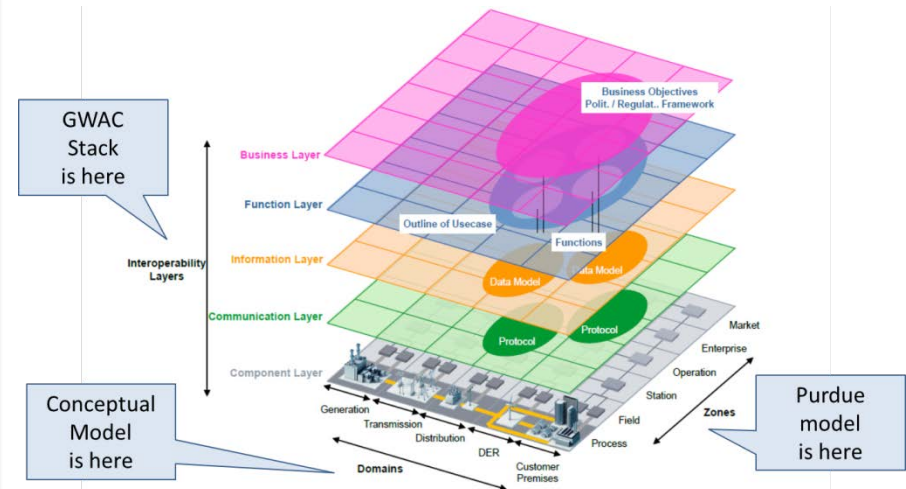 Business Objectives
Polit. / Regulat.. Framework
GWAC
Stack
is here
Business Layer
Function Layer
Outline of Usecase
Functions
Interoperability
Layers
Information Layer
Data Model
Data Model
Communication Layer
Protocol
Protocol
Component Layer
Market
Enterprise
Operation
Station
Field
Process
Zones
Generation
Transmission
Distribution
DER
Customer
Premises
Domains
Conceptual
Model
is here
Purdue
model
is here